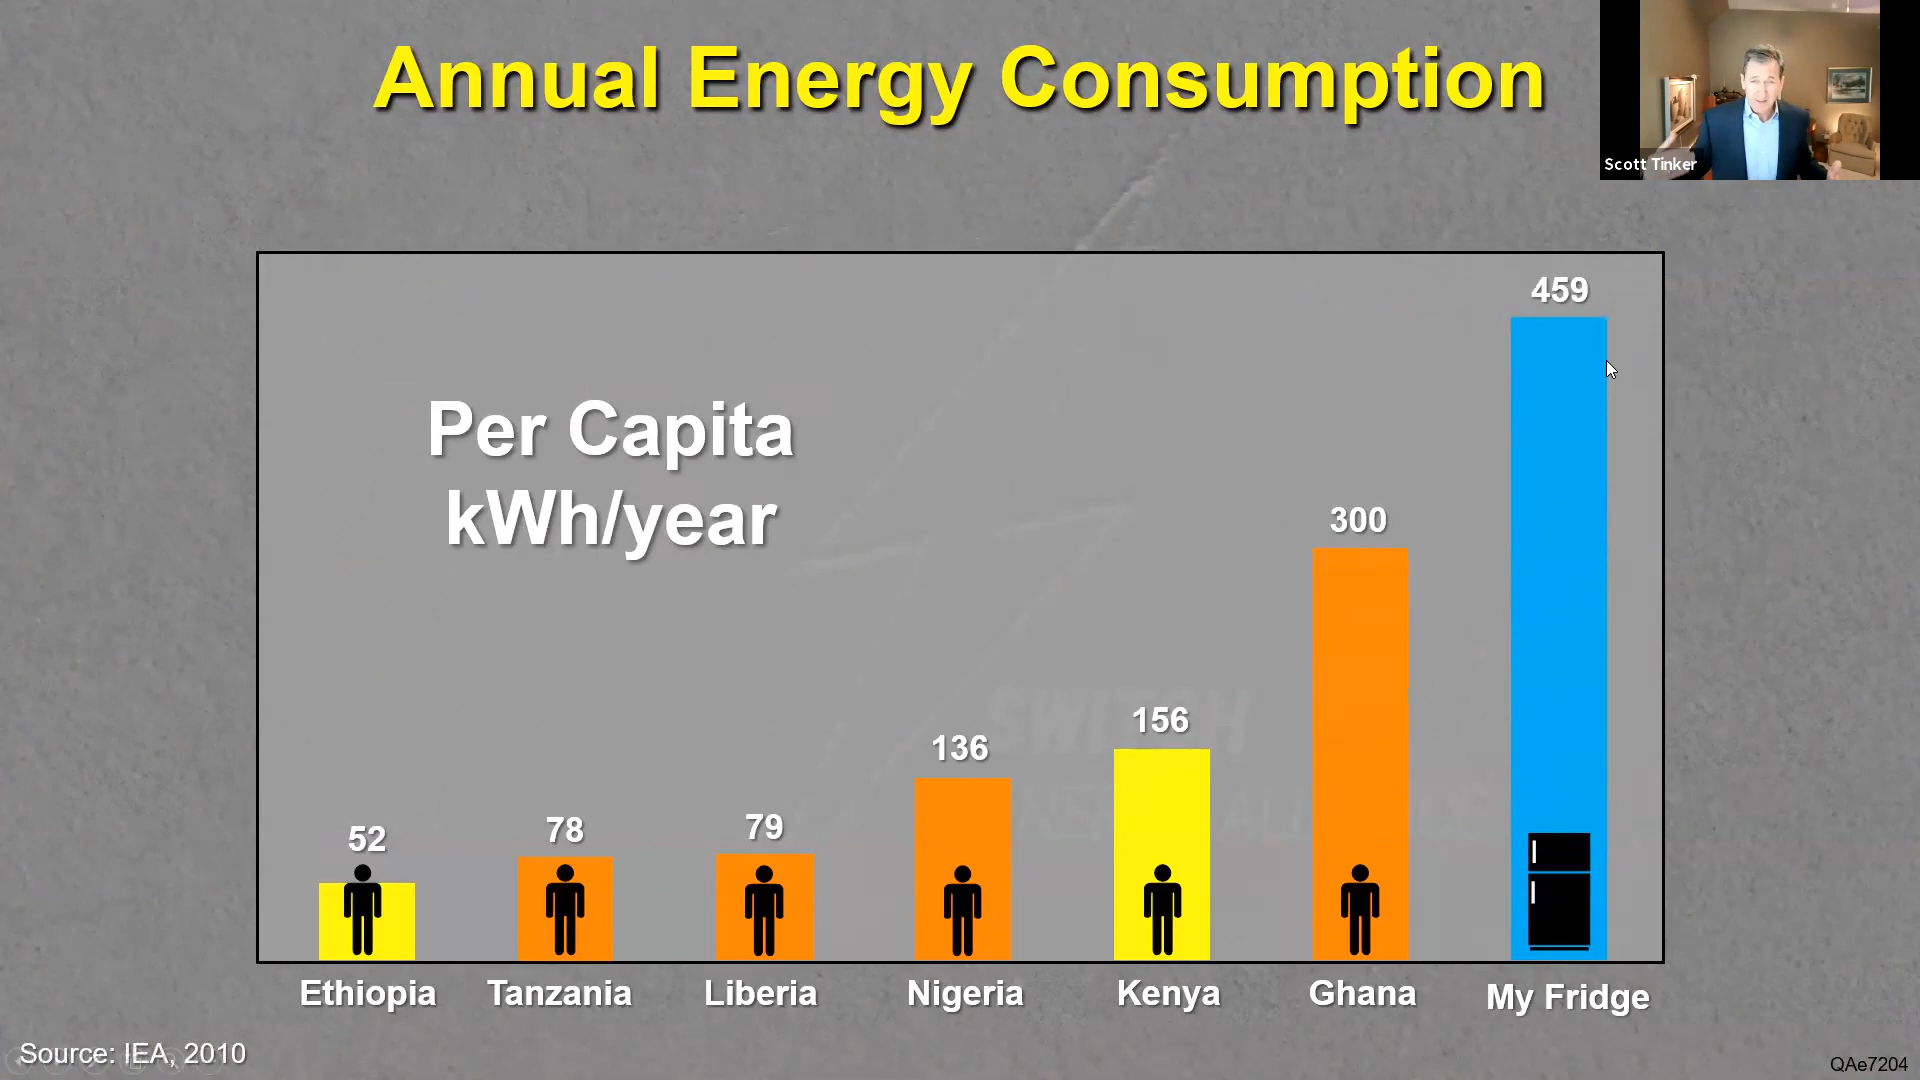 Annual Energy Consumption
Scott Tinker
Per Capita
kWh/year
459
300
156
136
79
78
52
SWITCH
Ethiopia
Tanzania
Liberia
Nigeria
Kenya
Ghana
My Fridge
Source: IEA, 2010
QAe7204